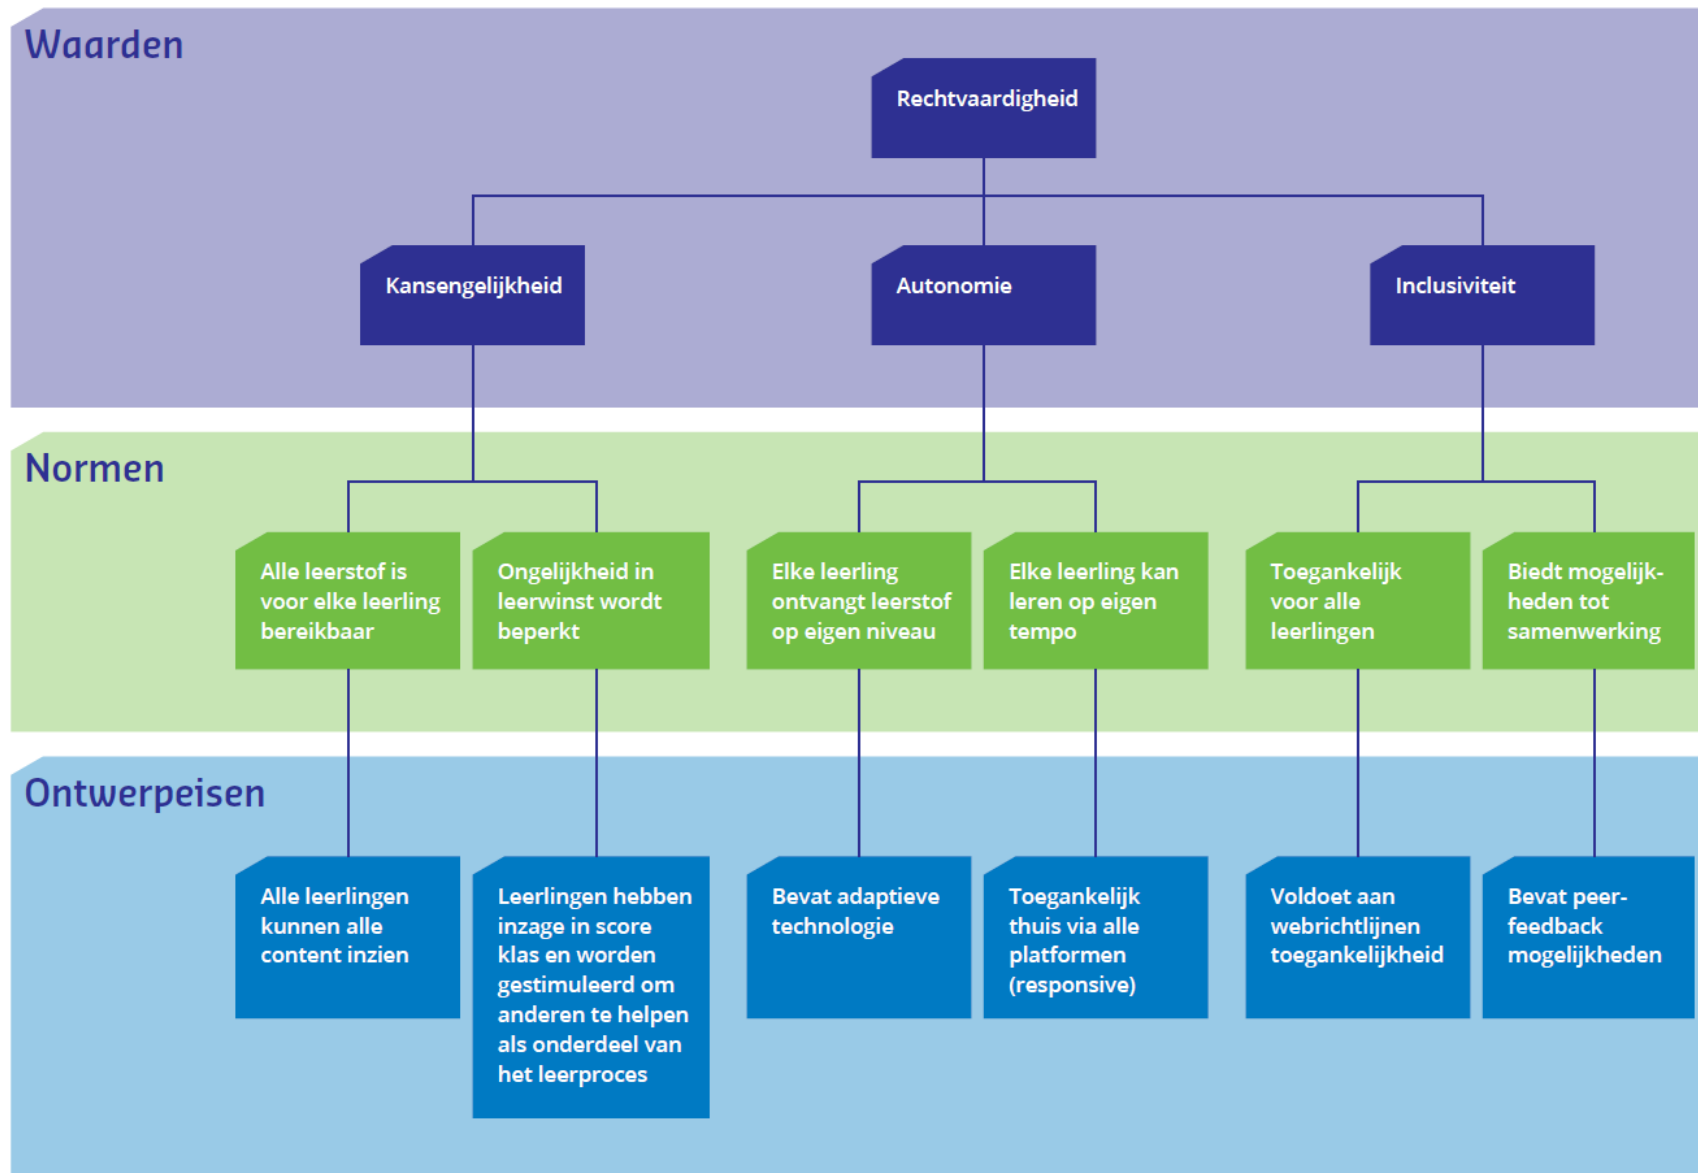 Waarden
Rechtvaardigheid
Kansengelijkheid
Autonomie
Inclusiviteit
Normen
Alle leerstof is
voor elke leerling
bereikbaar
Ongelijkheid in
leerwinst wordt
beperkt
Elke leerling
ontvangt leerstof
op eigen niveau
Elke leerling kan
leren op eigen
tempo
Toegankelijk
voor alle
leerlingen
Biedt mogelijk-
heden tot
samenwerking
Ontwerpeisen
Alle leerlingen
kunnen alle
content inzien
Leerlingen hebben
inzage in score
klas en worden
gestimuleerd om
anderen te helpen
als onderdeel van
het leerproces
Bevat adaptieve
technologie
Toegankelijk
thuis via alle
platformen
(responsive)
Voldoet aan
webrichtlijnen
toegankelijkheid
Bevat peer-
feedback
mogelijkheden